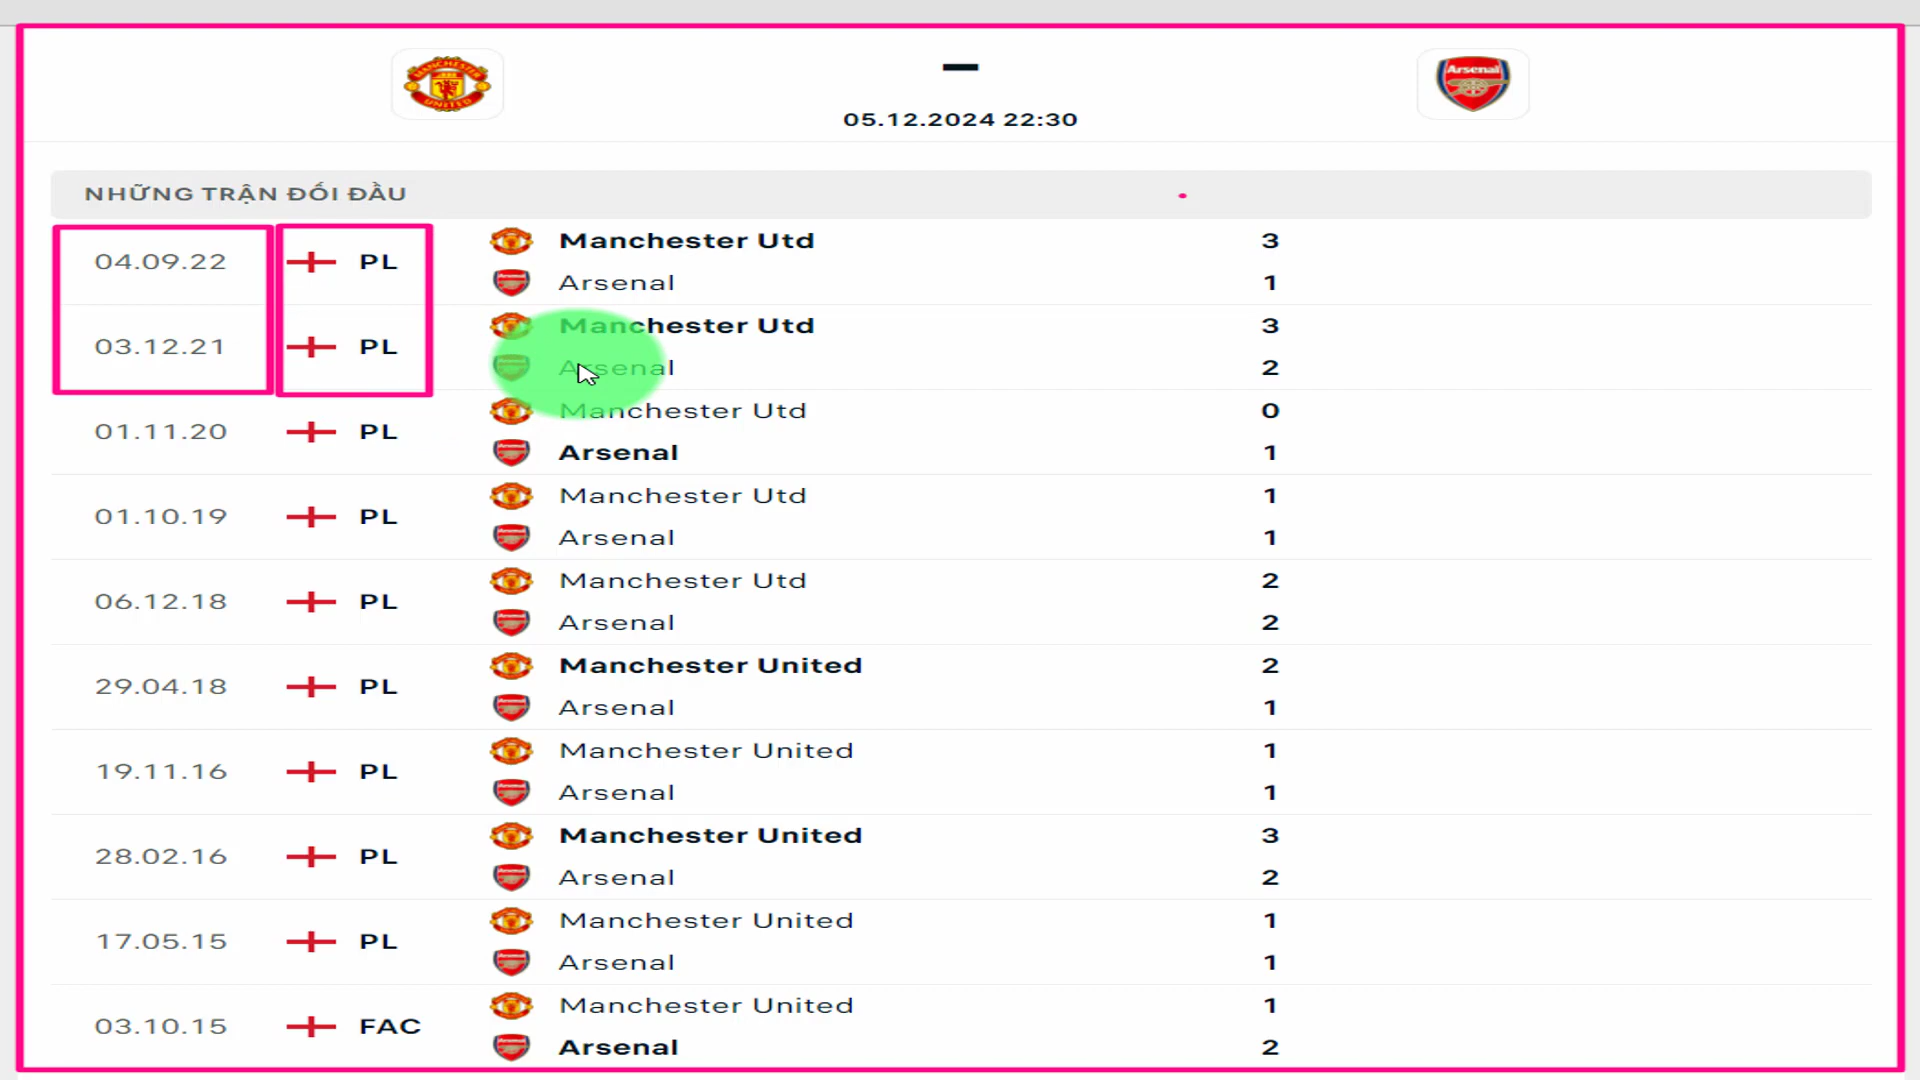 MANCHESTER
UNITED
Arsenal
05.12.2024 22:30
NHỮNG TRẬN ĐỐI ĐẦU
04.09.22 PL Manchester Utd 3
Arsenal 1
03.12.21 PL Manchester Utd 3
Arsenal 2
01.11.20 PL Manchester Utd 0
Arsenal 1
01.10.19 PL Manchester Utd 1
Arsenal 1
06.12.18 PL Manchester Utd 2
Arsenal 2
29.04.18 PL Manchester United 2
Arsenal 1
19.11.16 PL Manchester United 1
Arsenal 1
28.02.16 PL Manchester United 3
Arsenal 2
17.05.15 PL Manchester United 1
Arsenal 1
03.10.15 FAC Manchester United 1
Arsenal 2